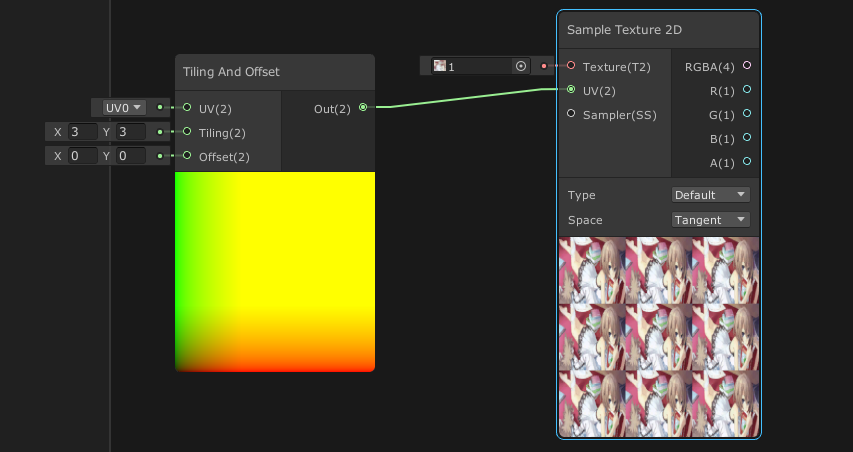 Tiling And Offset
UV0
UV(2)
Out(2)
X 3 Y 3
Tiling(2)
X 0 Y 0
Offset(2)
Sample Texture 2D
1
Texture(T2)
RGBA(4)
UV(2)
R(1)
Sampler(SS)
G(1)
B(1)
A(1)
Type
Default
Space
Tangent